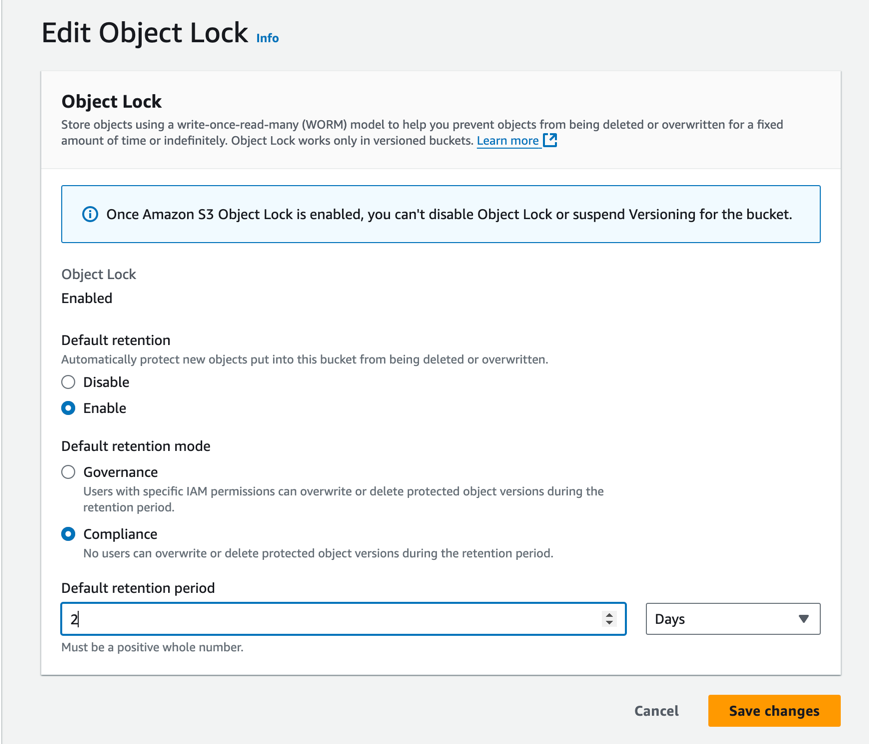 Edit Object Lock Info
Object Lock
Store objects using a write-once-read-many (WORM) model to help you prevent objects from being deleted or overwritten for a fixed
amount of time or indefinitely. Object Lock works only in versioned buckets. Learn more
Once Amazon S3 Object Lock is enabled, you can't disable Object Lock or suspend Versioning for the bucket.
Object Lock
Enabled
Default retention
Automatically protect new objects put into this bucket from being deleted or overwritten.
Disable
Enable
Default retention mode
Governance
Users with specific IAM permissions can overwrite or delete protected object versions during the
retention period.
Compliance
No users can overwrite or delete protected object versions during the retention period.
Default retention period
2 Days
Must be a positive whole number.
Cancel Save changes